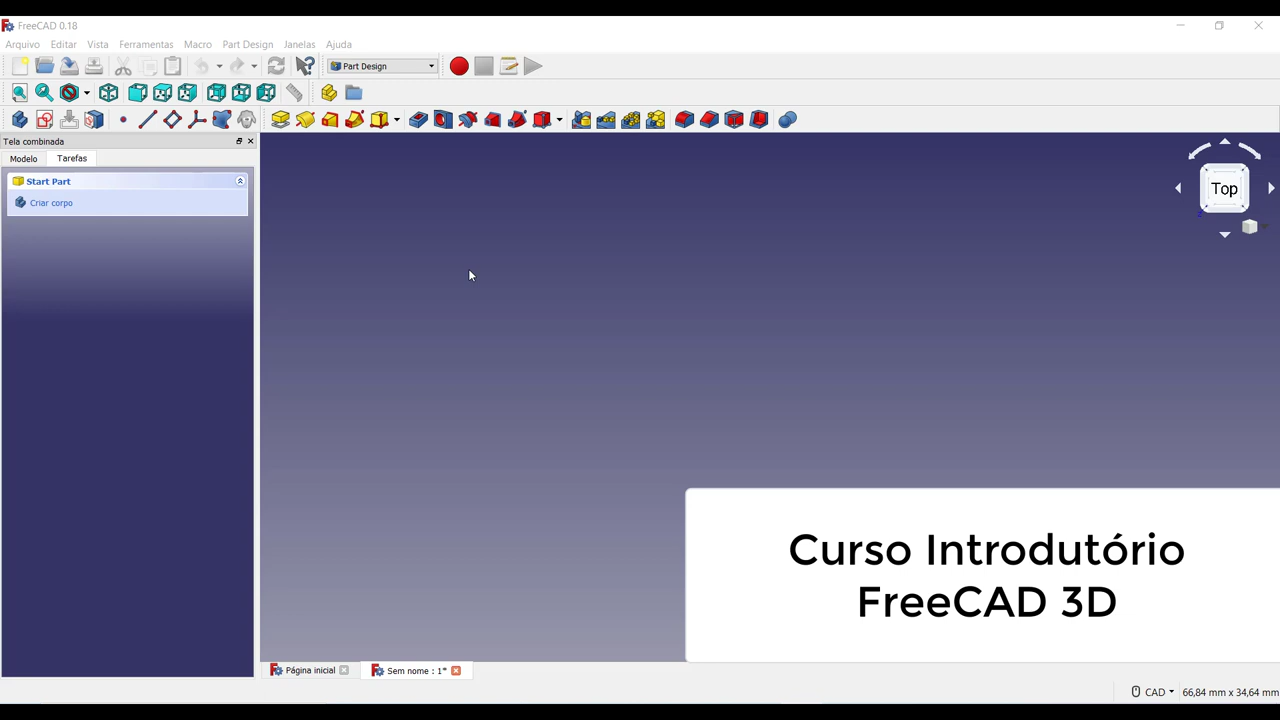 FreeCAD 0.18
Arquivo Editar Vista Ferramentas Macro Part Design Janelas Ajuda
Part Design
Tela combinada
Modelo Tarefas
Start Part
Criar corpo
Top
Z
Curso Introdutório
FreeCAD 3D
Página inicial Sem nome : 1*
CAD 66,84 mm x 34,64 mm